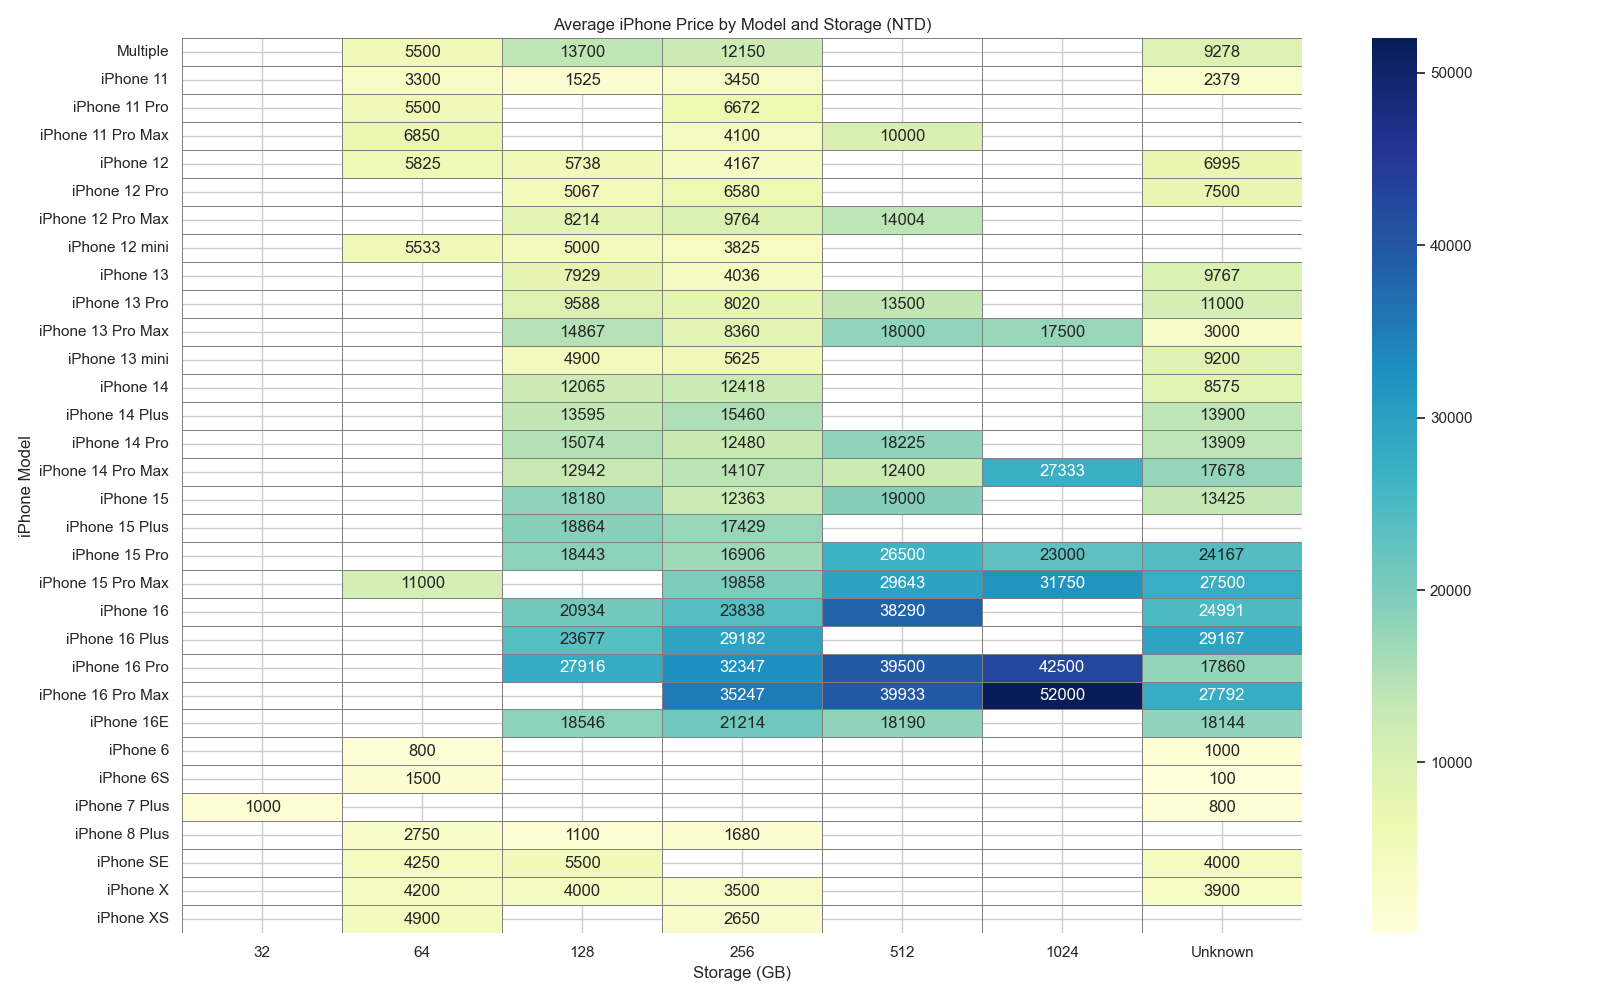 Average iPhone Price by Model and Storage (NTD)
iPhone Model
Multiple 5500 13700 12150 9278
iPhone 11 3300 1525 3450 2379
iPhone 11 Pro 5500 6672
iPhone 11 Pro Max 6850 4100 10000
iPhone 12 5825 5738 4167 6995
iPhone 12 Pro 5067 6580 7500
iPhone 12 Pro Max 8214 9764 14004
iPhone 12 mini 5533 5000 3825
iPhone 13 7929 4036 9767
iPhone 13 Pro 9588 8020 13500 11000
iPhone 13 Pro Max 14867 8360 18000 17500 3000
iPhone 13 mini 4900 5625 9200
iPhone 14 12065 12418 8575
iPhone 14 Plus 13595 15460 13900
iPhone 14 Pro 15074 12480 18225 13909
iPhone 14 Pro Max 12942 14107 12400 27333 17678
iPhone 15 18180 12363 19000 13425
iPhone 15 Plus 18864 17429
iPhone 15 Pro 18443 16906 26500 23000 24167
iPhone 15 Pro Max 11000 19858 29643 31750 27500
iPhone 16 20934 23838 38290 24991
iPhone 16 Plus 23677 29182 29167
iPhone 16 Pro 27916 32347 39500 42500 17860
iPhone 16 Pro Max 35247 39933 52000 27792
iPhone 16E 18546 21214 18190 18144
iPhone 6 800 1000
iPhone 6S 1500 100
iPhone 7 Plus 1000 800
iPhone 8 Plus 2750 1100 1680
iPhone SE 4250 5500 4000
iPhone X 4200 4000 3500 3900
iPhone XS 4900 2650
32 64 128 256 512 1024 Unknown
Storage (GB)
50000
40000
30000
20000
10000